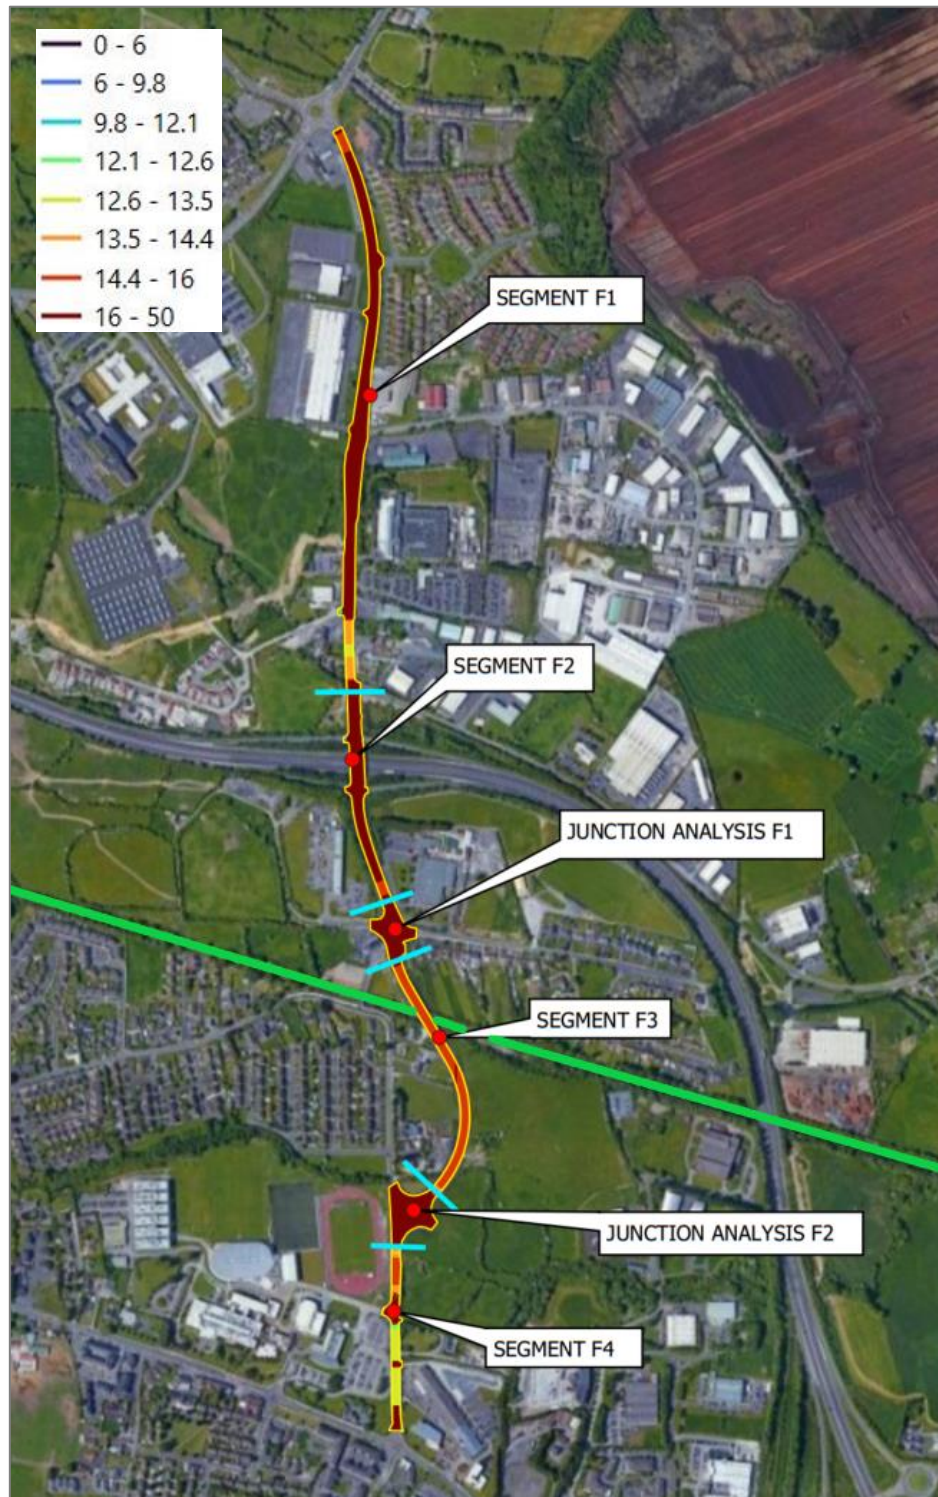 0 - 6
6 - 9.8
9.8 - 12.1
12.1 - 12.6
12.6 - 13.5
13.5 - 14.4
14.4 - 16
16 - 50
SEGMENT F1
SEGMENT F2
JUNCTION ANALYSIS F1
SEGMENT F3
JUNCTION ANALYSIS F2
SEGMENT F4